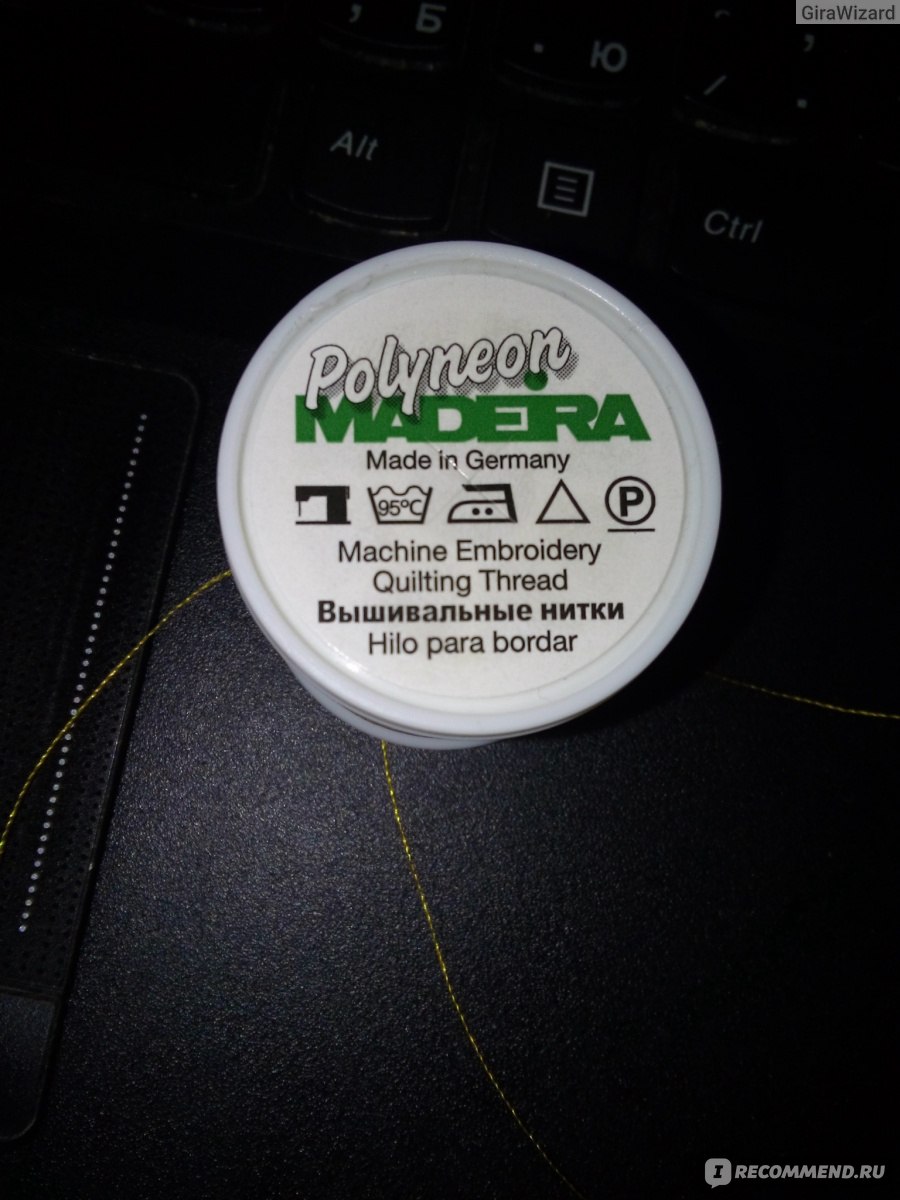 GiraWizard
, Б
. Ю
/ .
,
Alt
Ctrl
Polyneon
MADEIRA
Made in Germany
95°C
P
Machine Embroidery
Quilting Thread
Вышивальные нитки
Hilo para bordar
IRECOMMEND.RU